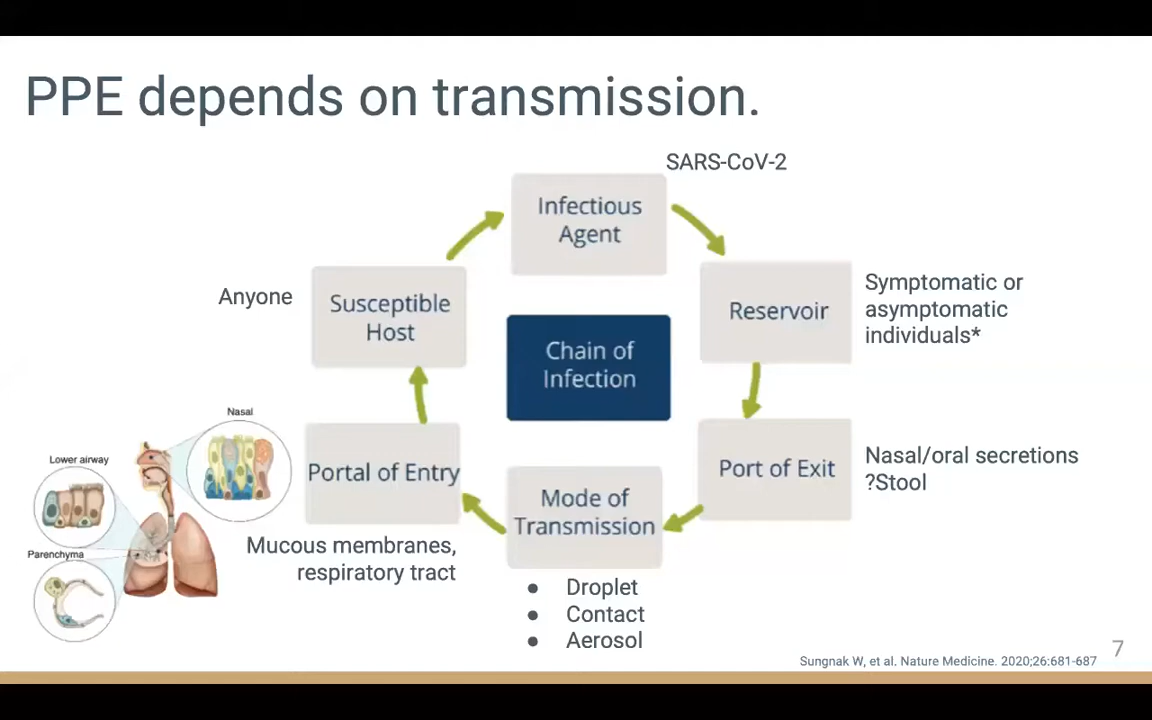 PPE depends on transmission.
SARS-CoV-2
Infectious
Agent
Anyone
Susceptible
Host
Reservoir
Symptomatic or
asymptomatic
individuals*
Chain of
Infection
Nasal
Lower airway
Portal of Entry
Mode of
Transmission
Port of Exit
Nasal/oral secretions
?Stool
Parenchyma
Mucous membranes,
respiratory tract
● Droplet
● Contact
● Aerosol
7
Sungnak W, et al. Nature Medicine. 2020;26:681-687